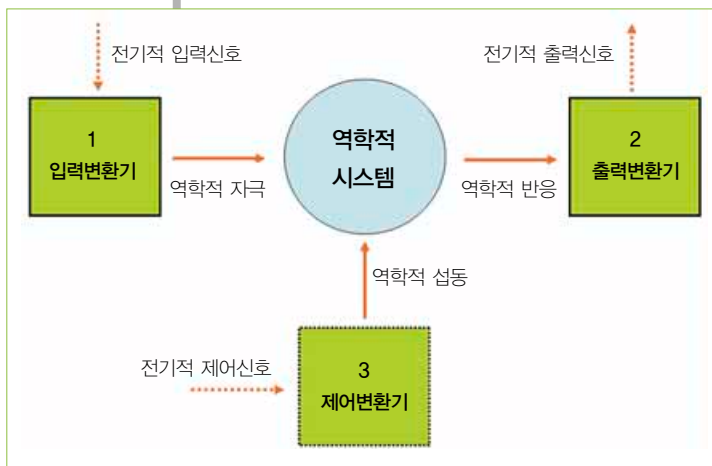 전기적 입력신호
전기적 출력신호
1
입력변환기
역학적
시스템
2
출력변환기
역학적 자극
역학적 반응
역학적 섭동
전기적 제어신호
3
제어변환기